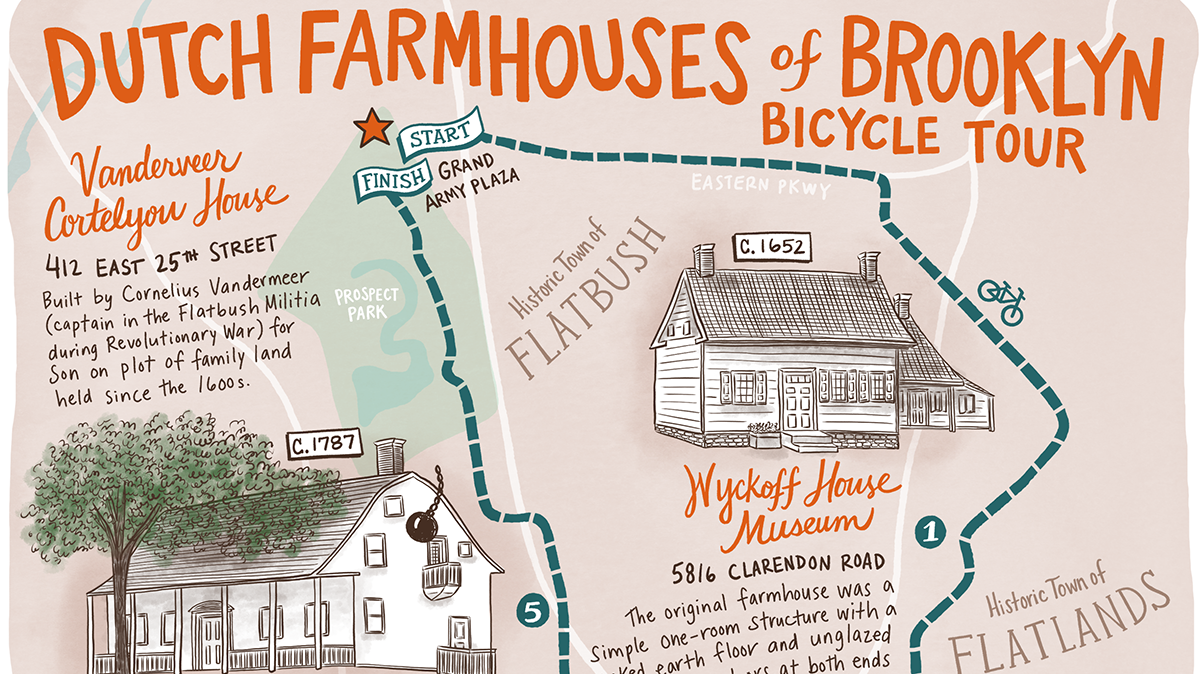 DUTCH FARMHOUSES of BROOKLYN
BICYCLE TOUR
START
FINISH
GRAND
ARMY PLAZA
EASTERN PKWY
Vanderveer
Cortelyou House
412 EAST 25TH STREET
Built by Cornelius Vandermeer
(captain in the Flatbush Militia
during Revolutionary War) for
Son on plot of family land
held since the 1600s.
PROSPECT
PARK
Historic Town of
FLATBUSH
C. 1652
C. 1787
Wyckoff House
Museum
5816 CLARENDON ROAD
The original farmhouse was a
simple one-room structure with a
earth floor and unglazed
at both ends
1
5
Historic Town of
FLATLANDS